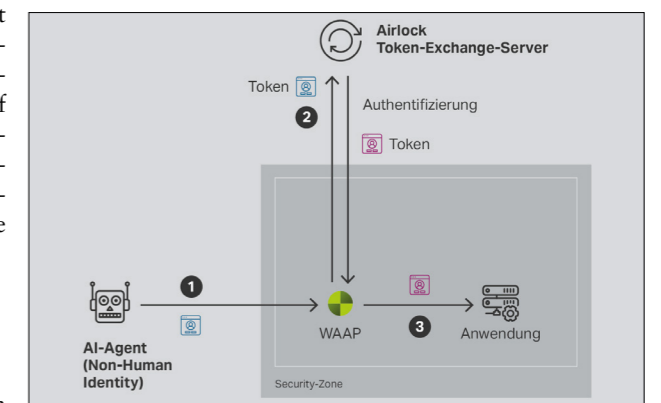 Airlock
Token-Exchange-Server
Token
2
Authentifizierung
Token
1
WAAP
3
Anwendung
AI-Agent
(Non-Human
Identity)
Security-Zone